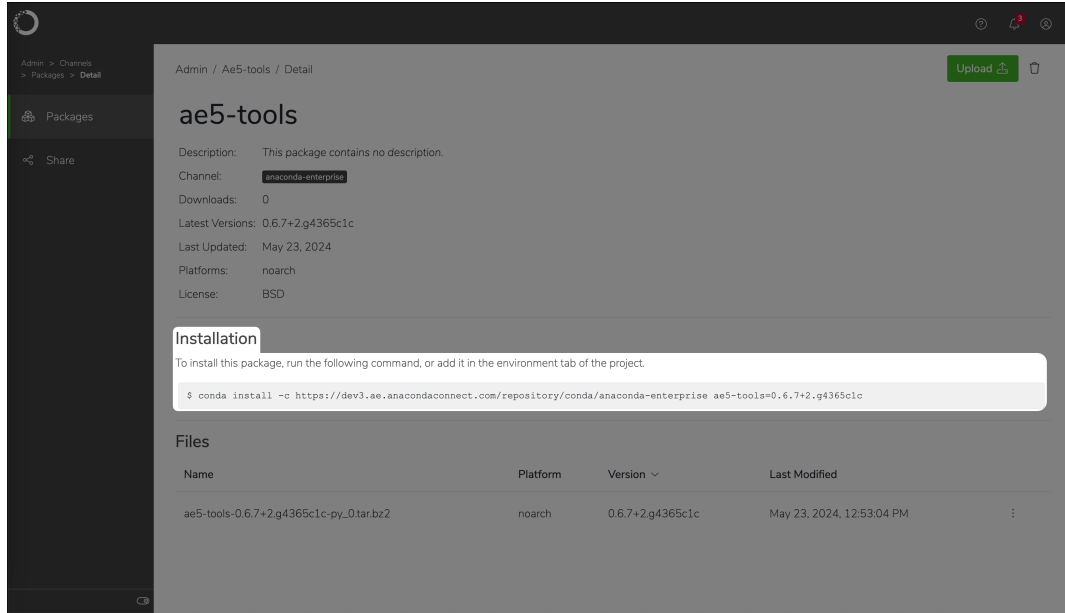 3
Admin > Channels
> Packages > Detail
Packages
Share
Admin / Ae5-tools / Detail
Upload
ae5-tools
Description: This package contains no description.
Channel: anaconda-enterprise
Downloads: 0
Latest Versions: 0.6.7+2.g4365c1c
Last Updated: May 23, 2024
Platforms: noarch
License: BSD
Installation
To install this package, run the following command, or add it in the environment tab of the project.
$ conda install -c https://dev3.ae.anacondaconnect.com/repository/conda/anaconda-enterprise ae5-tools=0.6.7+2.g4365c1c
Files
Name Platform Version Last Modified
ae5-tools-0.6.7+2.g4365c1c-py_0.tar.bz2 noarch 0.6.7+2.g4365c1c May 23, 2024, 12:53:04 PM